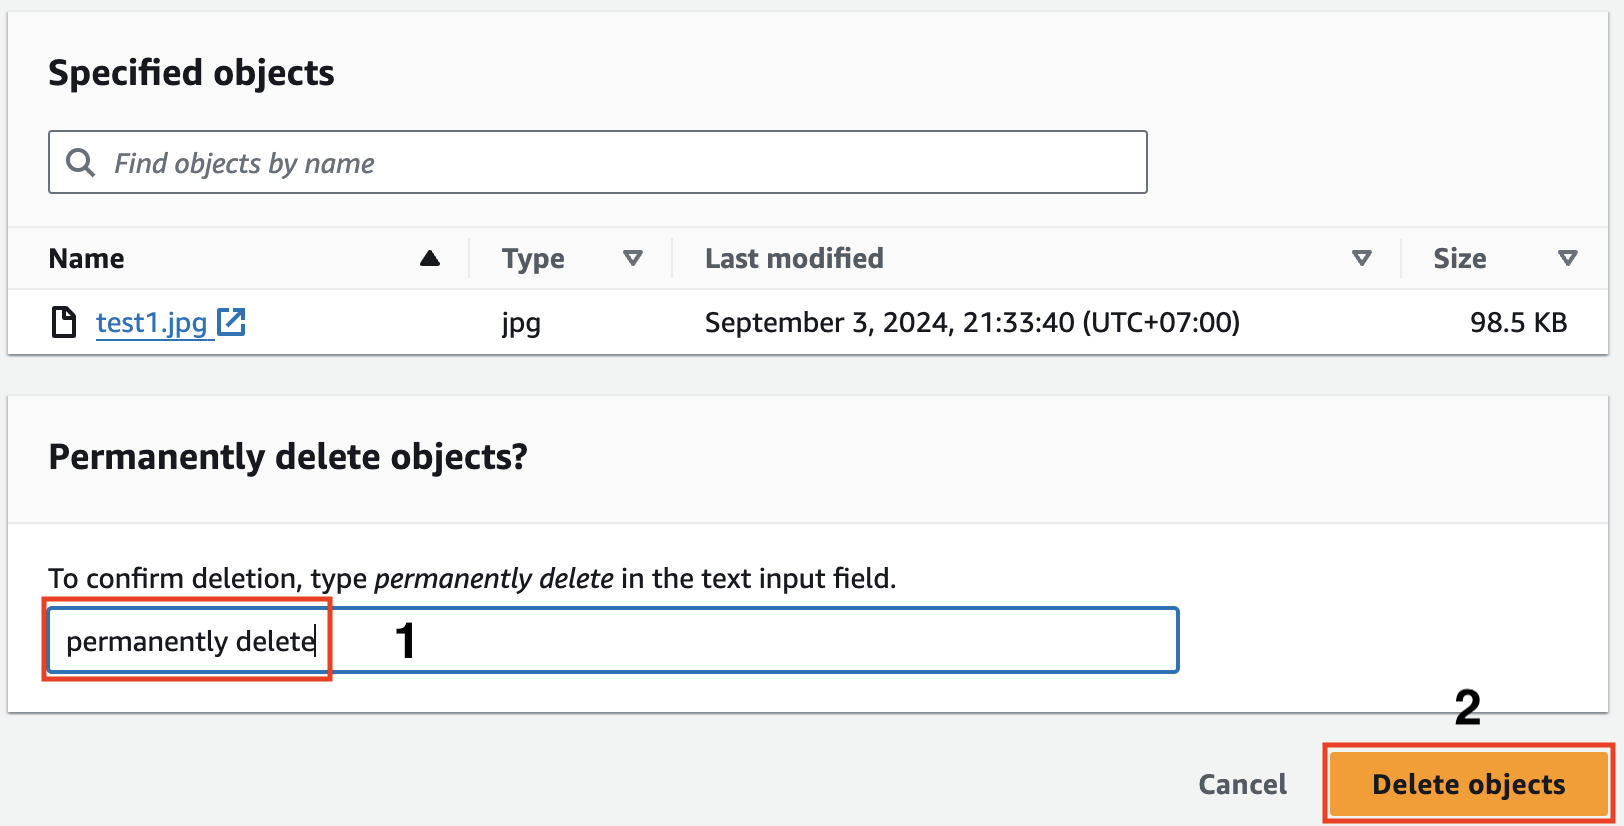 Specified objects
Find objects by name
Name Type Last modified Size
test1.jpg jpg September 3, 2024, 21:33:40 (UTC+07:00) 98.5 KB
Permanently delete objects?
To confirm deletion, type permanently delete in the text input field.
permanently delete 1
2
Cancel Delete objects